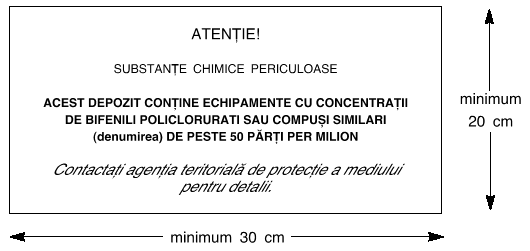 ATENȚIE!
SUBSTANȚE CHIMICE PERICULOASE
ACEST DEPOZIT CONȚINE ECHIPAMENTE CU CONCENTRAȚII
DE BIFENILI POLICLORURATI SAU COMPUȘI SIMILARI
(denumirea) DE PESTE 50 PĂRȚI PER MILION
Contactați agenția teritorială de protecție a mediului
pentru detalii.
minimum
20 cm
minimum 30 cm